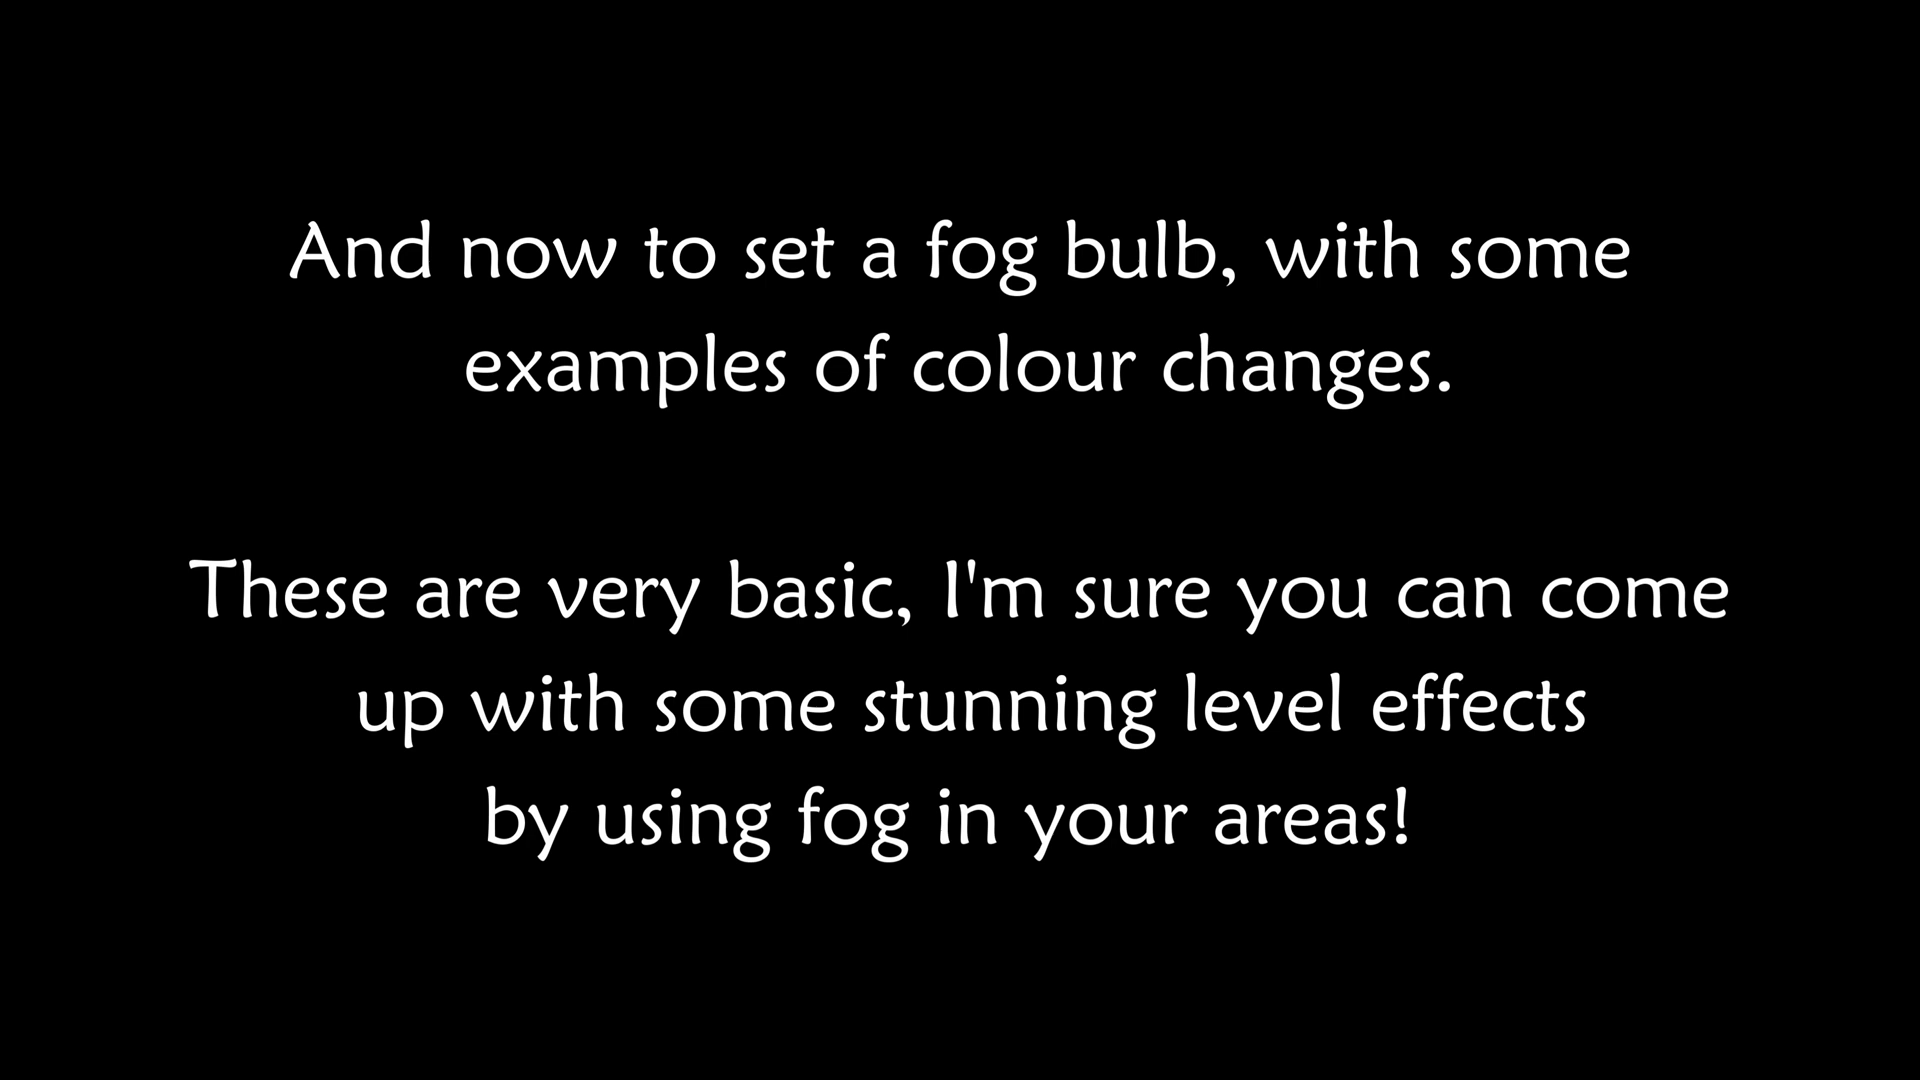 And now to set a fog bulb, with some
examples of colour changes.
These are very basic, I'm sure you can come
up with some stunning level effects
by using fog in your areas!